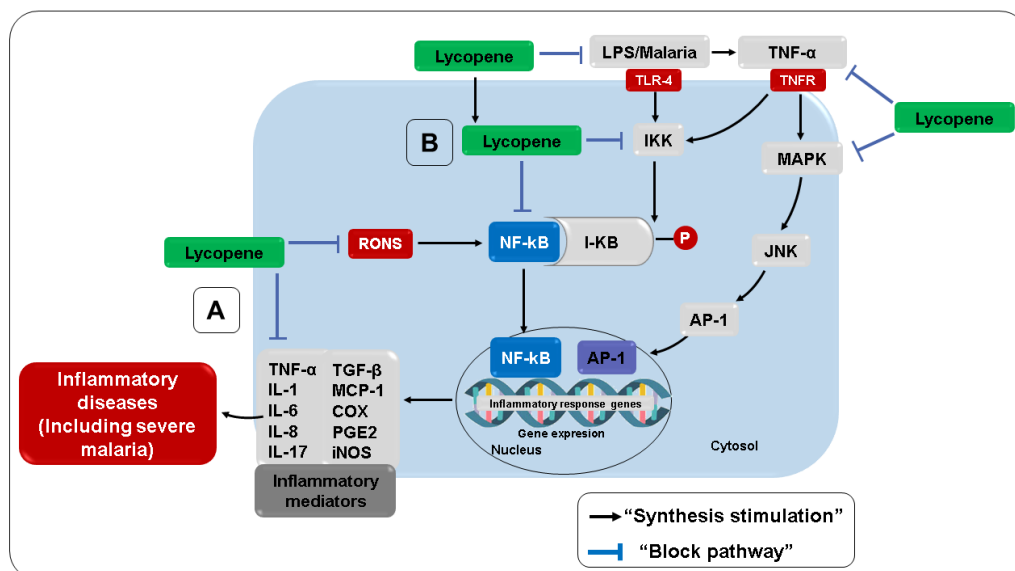 Lycopene
LPS/Malaria
TNF-α
TLR-4
TNFR
Lycopene
B
Lycopene
IKK
MAPK
Lycopene
RONS
NF-kB
I-KB
P
JNK
A
AP-1
NF-kB
AP-1
Inflammatory response genes
Gene expresion
Nucleus
Cytosol
TNF-α TGF-β
IL-1 MCP-1
IL-6 COX
IL-8 PGE2
IL-17 iNOS
Inflammatory
mediators
Inflammatory
diseases
(Including severe
malaria)
“Synthesis stimulation”
“Block pathway”